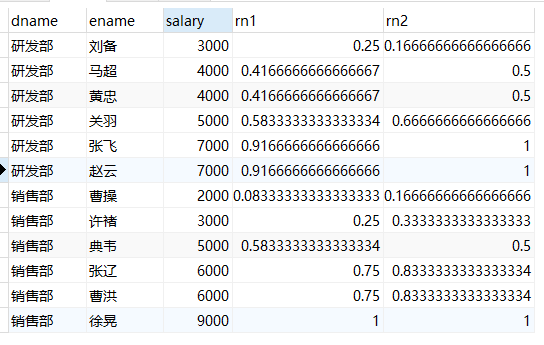 dname ename salary rn1 rn2
研发部 刘备 3000 0.25 0.16666666666666666
研发部 马超 4000 0.4166666666666667 0.5
研发部 黄忠 4000 0.4166666666666667 0.5
研发部 关羽 5000 0.5833333333333334 0.6666666666666666
研发部 张飞 7000 0.9166666666666666 1
研发部 赵云 7000 0.9166666666666666 1
销售部 曹操 2000 0.08333333333333333 0.16666666666666666
销售部 许褚 3000 0.25 0.3333333333333333
销售部 典韦 5000 0.5833333333333334 0.5
销售部 张辽 6000 0.75 0.8333333333333334
销售部 曹洪 6000 0.75 0.8333333333333334
销售部 徐晃 9000 1 1